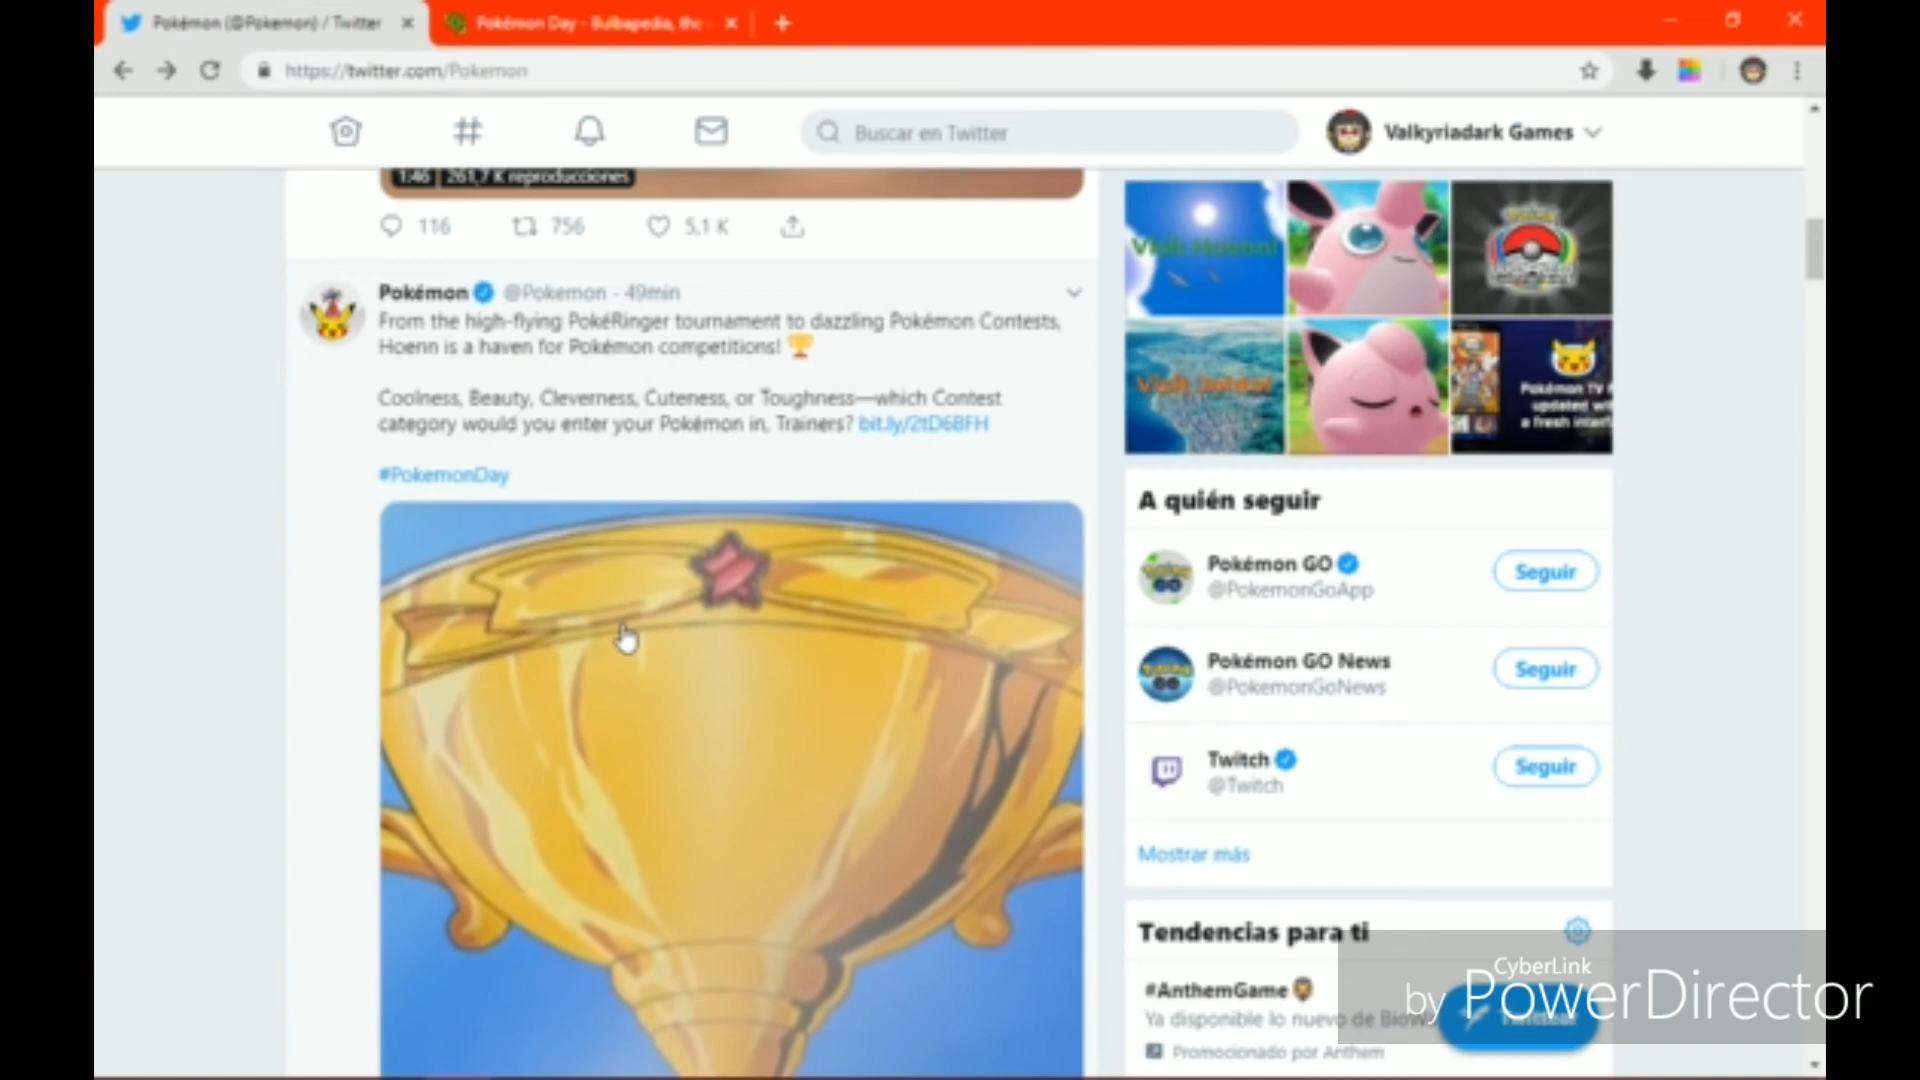 Pokémon (@Pokemon) / Twitter
Pokémon Day - Bulbapedia, the
https://twitter.com/Pokemon
Buscar en Twitter
Valkyriadark Games
1:46 261,7 K reproducciones
116 756 5,1 K
Pokémon @Pokemon · 49min
From the high-flying PokéRinger tournament to dazzling Pokémon Contests,
Hoenn is a haven for Pokémon competitions! 🏆
Coolness, Beauty, Cleverness, Cuteness, or Toughness—which Contest
category would you enter your Pokémon in, Trainers? bit.ly/2tD6BFH
#PokemonDay
Visit Hoenn!
Visit Johto!
Pokémon TV
updated wi
a fresh interf
A quién seguir
Pokémon GO
@PokemonGoApp
Seguir
Pokémon GO News
@PokemonGoNews
Seguir
Twitch
@Twitch
Seguir
Mostrar más
Tendencias para ti
#AnthemGame
Ya disponible lo nuevo de BioW
Promocionado por Anthem
CyberLink
by PowerDirector